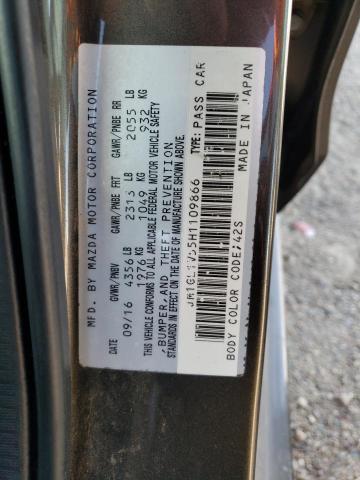 MFD. BY MAZDA MOTOR CORPORATION
DATE GVWR/PNBV GAWR/PNBE FRT GAWR/PNBE RR
09/16 4356 LB 2313 LB 2055 LB
1976 KG 1049 KG 932 KG
THIS VEHICLE CONFORMS TO ALL APPLICABLE FEDERAL MOTOR VEHICLE SAFETY
,BUMPER,AND THEFT PREVENTION
STANDARDS IN EFFECT ON THE DATE OF MANUFACTURE SHOWN ABOVE.
JM1GL1V55H1109866 TYPE: PASS CAR
BODY COLOR CODE:42S MADE IN JAPAN